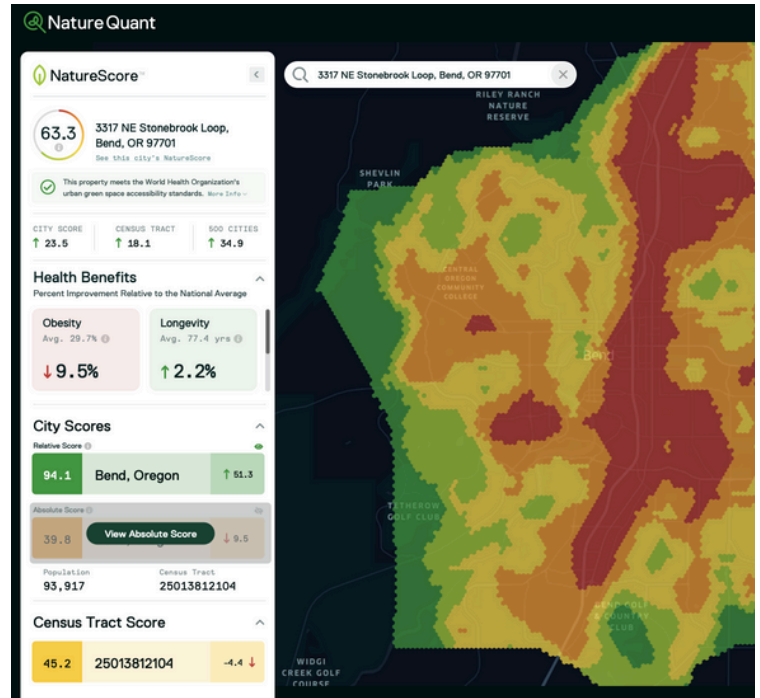 NatureQuant
NatureScore™
3317 NE Stonebrook Loop, Bend, OR 97701
63.3
3317 NE Stonebrook Loop,
Bend, OR 97701
See this city's NatureScore
This property meets the World Health Organization's
urban green space accessibility standards. More Info
CITY SCORE
↑ 23.5
CENSUS TRACT
↑ 18.1
500 CITIES
↑ 34.9
Health Benefits
Percent Improvement Relative to the National Average
Obesity
Avg. 29.7%
↓ 9.5%
Longevity
Avg. 77.4 yrs
↑ 2.2%
City Scores
Relative Score
94.1 Bend, Oregon ↑ 51.3
Absolute Score
39.8 View Absolute Score ↓ 9.5
Population
93,917
Census Tract
25013812104
Census Tract Score
45.2 25013812104 -4.4 ↓
RILEY RANCH
NATURE
RESERVE
SHEVLIN
PARK
CENTRAL
OREGON
COMMUNITY
COLLEGE
Bend
TETHEROW
GOLF CLUB
BEND GOLF
& COUNTRY
CLUB
WIDGI
CREEK GOLF
COURSE